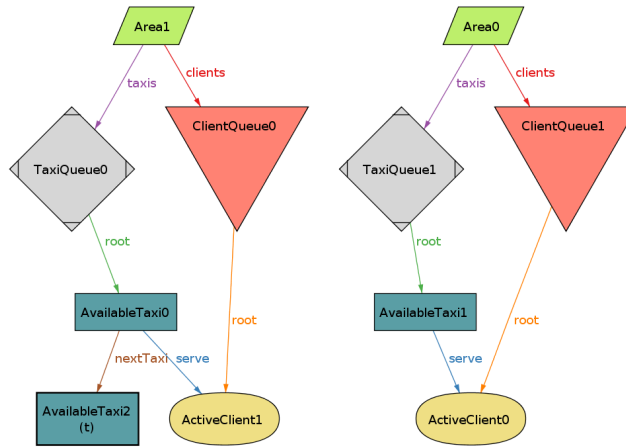 Area1
Area0
taxis
clients
taxis
clients
ClientQueue0
ClientQueue1
TaxiQueue0
TaxiQueue1
root
root
root
root
AvailableTaxi0
AvailableTaxi1
nextTaxi
serve
serve
AvailableTaxi2
(t)
ActiveClient1
ActiveClient0